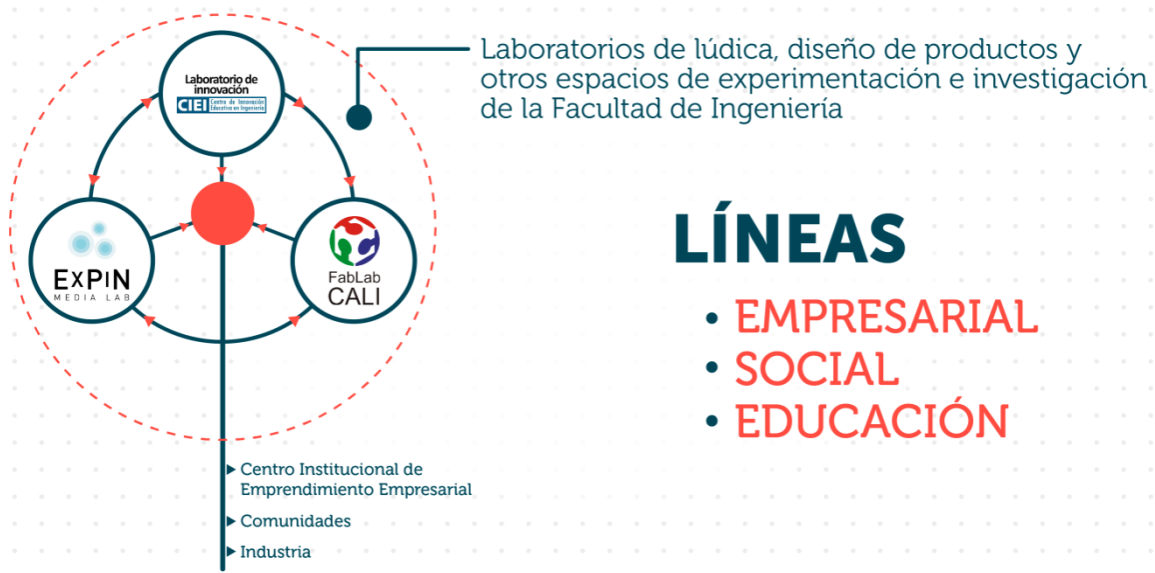 Laboratorios de lúdica, diseño de productos y
otros espacios de experimentación e investigación
de la Facultad de Ingeniería
Laboratorio de
innovación
CIEI Centro de Innovación
Educativa en Ingeniería
ExPiN
MEDIA LAB
FabLab
CALI
LÍNEAS
• EMPRESARIAL
• SOCIAL
• EDUCACIÓN
Centro Institucional de
Emprendimiento Empresarial
Comunidades
Industria